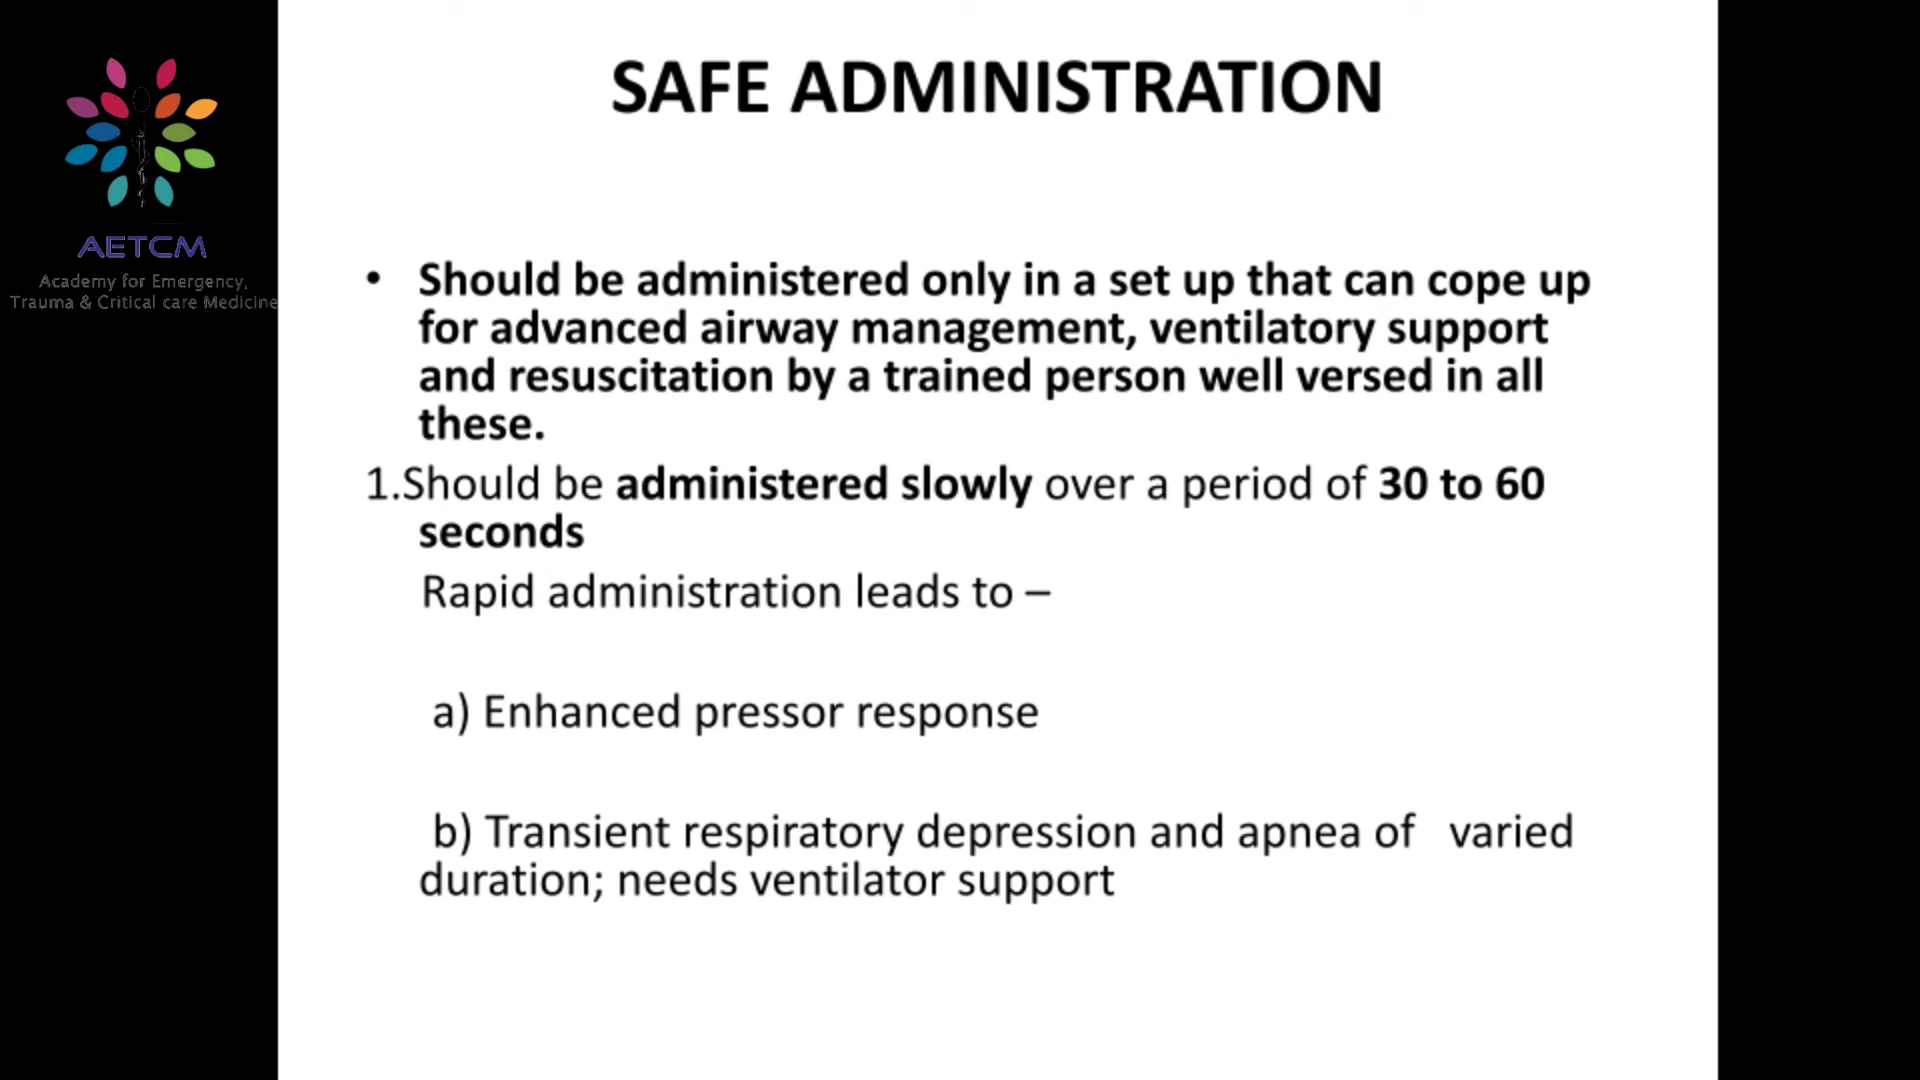 SAFE ADMINISTRATION
AETCM
Academy for Emergency,
Trauma & Critical care Medicine
• Should be administered only in a set up that can cope up
for advanced airway management, ventilatory support
and resuscitation by a trained person well versed in all
these.
1.Should be administered slowly over a period of 30 to 60
seconds
Rapid administration leads to –
a) Enhanced pressor response
b) Transient respiratory depression and apnea of varied
duration; needs ventilator support